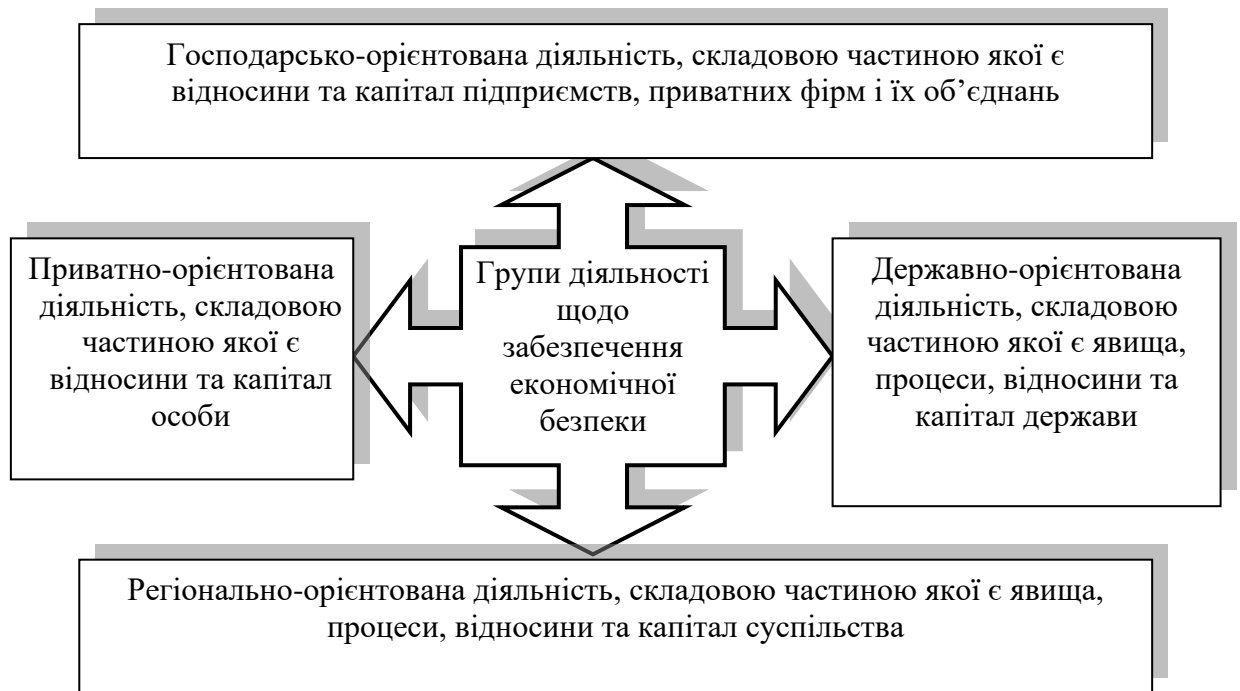 Господарсько-орієнтована діяльність, складовою частиною якої є
відносини та капітал підприємств, приватних фірм і їх об’єднань
Приватно-орієнтована
діяльність, складовою
частиною якої є
відносини та капітал
особи
Групи діяльності
щодо
забезпечення
економічної
безпеки
Державно-орієнтована
діяльність, складовою
частиною якої є явища,
процеси, відносини та
капітал держави
Регіонально-орієнтована діяльність, складовою частиною якої є явища,
процеси, відносини та капітал суспільства